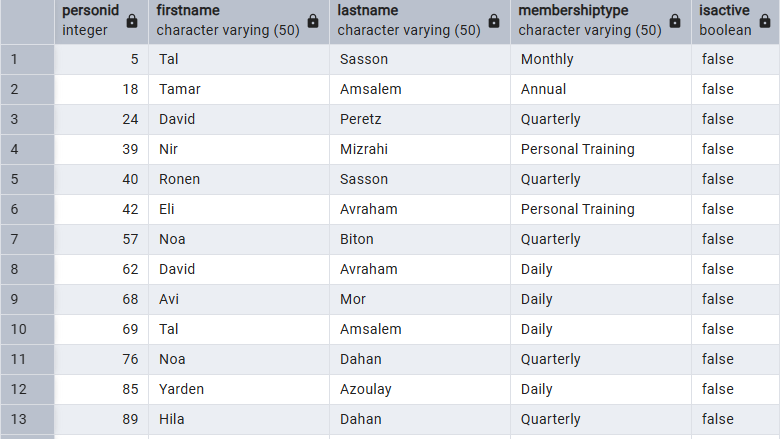 personid firstname lastname membershiptype isactive
integer character varying (50) character varying (50) character varying (50) boolean
1 5 Tal Sasson Monthly false
2 18 Tamar Amsalem Annual false
3 24 David Peretz Quarterly false
4 39 Nir Mizrahi Personal Training false
5 40 Ronen Sasson Quarterly false
6 42 Eli Avraham Personal Training false
7 57 Noa Biton Quarterly false
8 62 David Avraham Daily false
9 68 Avi Mor Daily false
10 69 Tal Amsalem Daily false
11 76 Noa Dahan Quarterly false
12 85 Yarden Azoulay Daily false
13 89 Hila Dahan Quarterly false